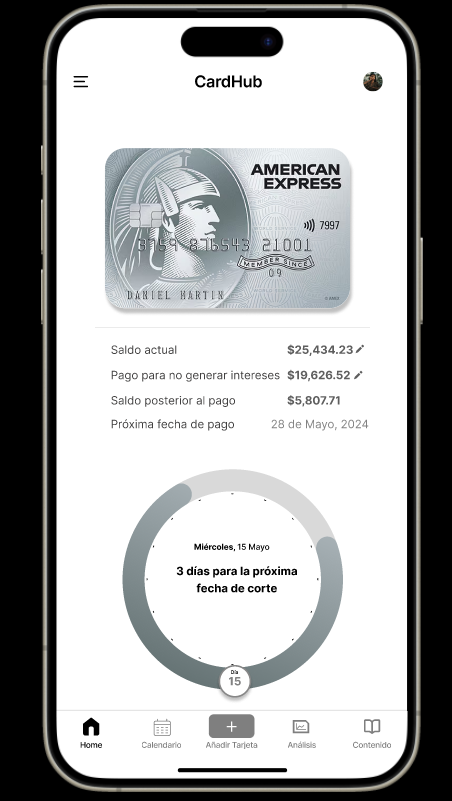 CardHub
AMERICAN
EXPRESS
7997
3759 876543 21001
MEMBER SINCE
09
DANIEL MARTIN
© AMEX
Saldo actual $25,434.23
Pago para no generar intereses $19,626.52
Saldo posterior al pago $5,807.71
Próxima fecha de pago 28 de Mayo, 2024
Miércoles, 15 Mayo
3 días para la próxima
fecha de corte
Día
15
Home Calendario Añadir Tarjeta Análisis Contenido